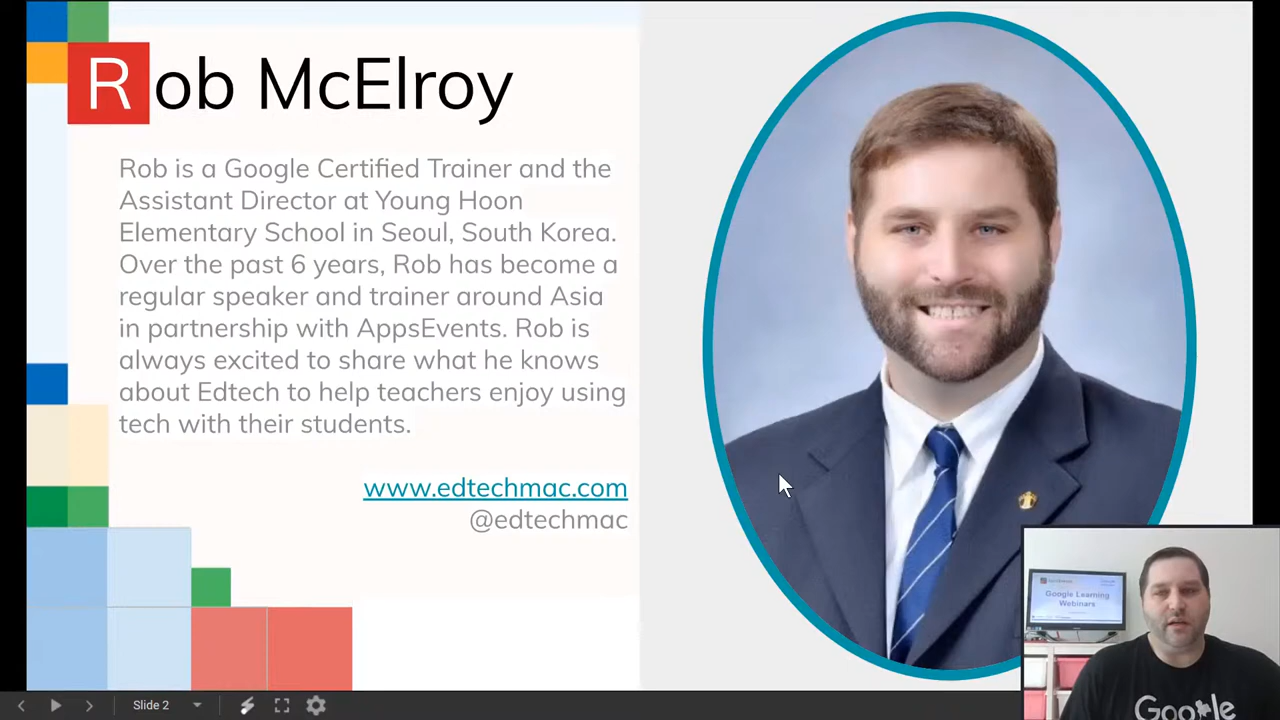 Rob McElroy
Rob is a Google Certified Trainer and the
Assistant Director at Young Hoon
Elementary School in Seoul, South Korea.
Over the past 6 years, Rob has become a
regular speaker and trainer around Asia
in partnership with AppsEvents. Rob is
always excited to share what he knows
about Edtech to help teachers enjoy using
tech with their students.
www.edtechmac.com
@edtechmac
Google Learning
Webinars
Google
Slide 2